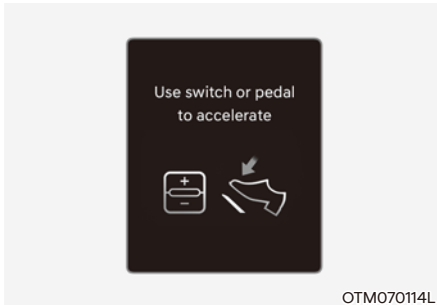 Use switch or pedal
to accelerate
+
−
OTM070114L